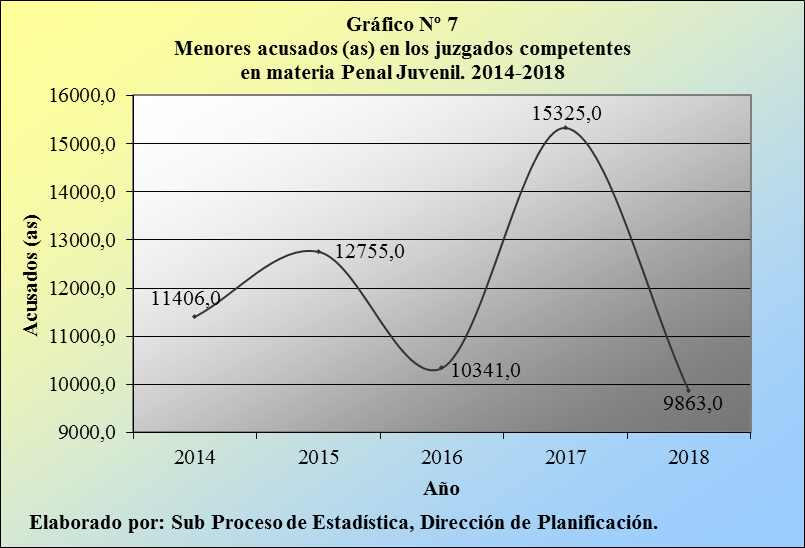 Gráfico Nº 7
Menores acusados (as) en los juzgados competentes
en materia Penal Juvenil. 2014-2018
16000,0
15000,0
14000,0
13000,0
12000,0
11000,0
10000,0
9000,0
Acusados (as)
11406,0
12755,0
10341,0
15325,0
9863,0
2014 2015 2016 2017 2018
Año
Elaborado por: Sub Proceso de Estadística, Dirección de Planificación.